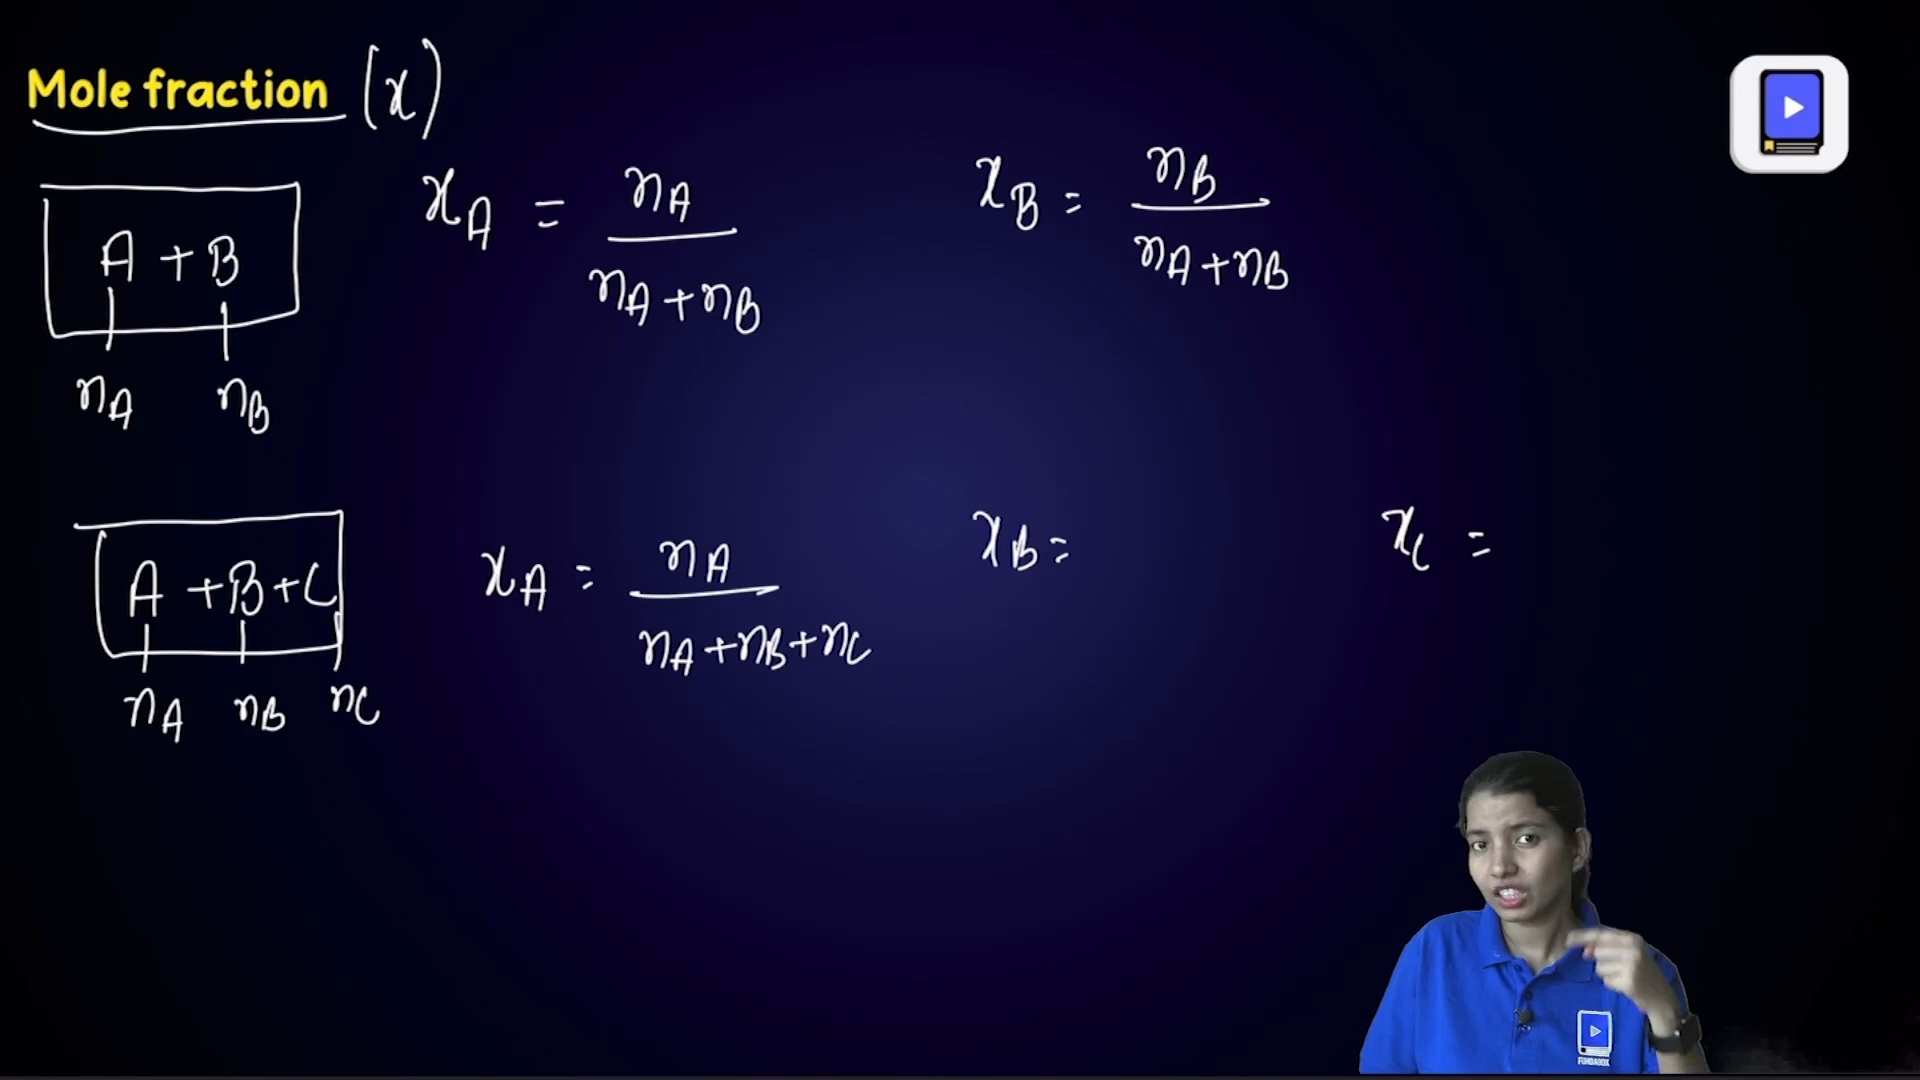 Mole fraction (x)
A + B
nA nB
xA = nA / nA + nB
xB = nB / nA + nB
A + B + C
nA nB nC
xA = nA / nA + nB + nC
xB =
xC =
FUNDABOX